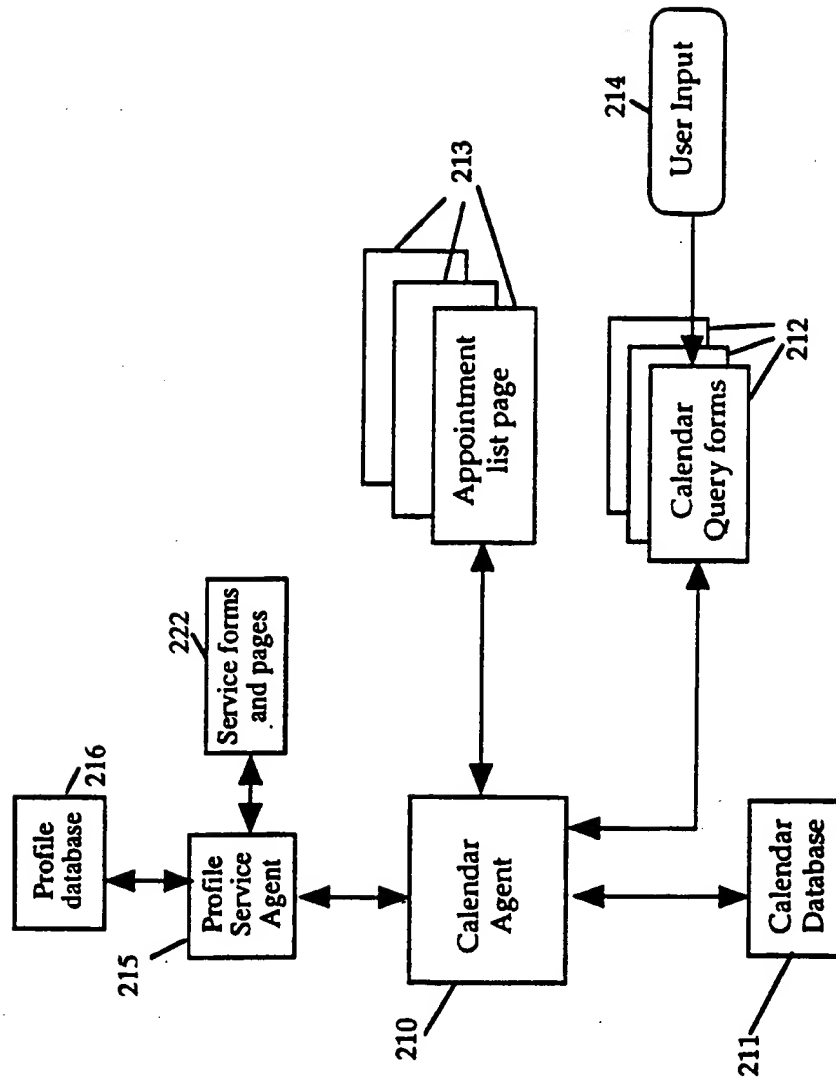 216
Profile
database
222
Service forms
and pages
215
Profile
Service
Agent
213
Appointment
list page
214
User Input
210
Calendar
Agent
212
Calendar
Query forms
211
Calendar
Database